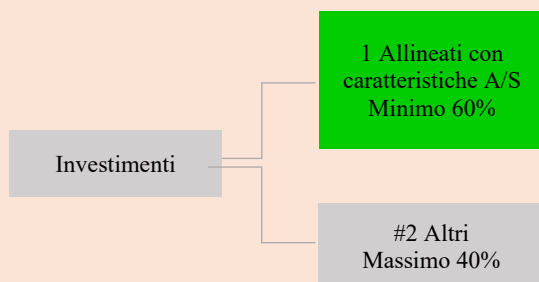 1 Allineati con
caratteristiche A/S
Minimo 60%
Investimenti
#2 Altri
Massimo 40%